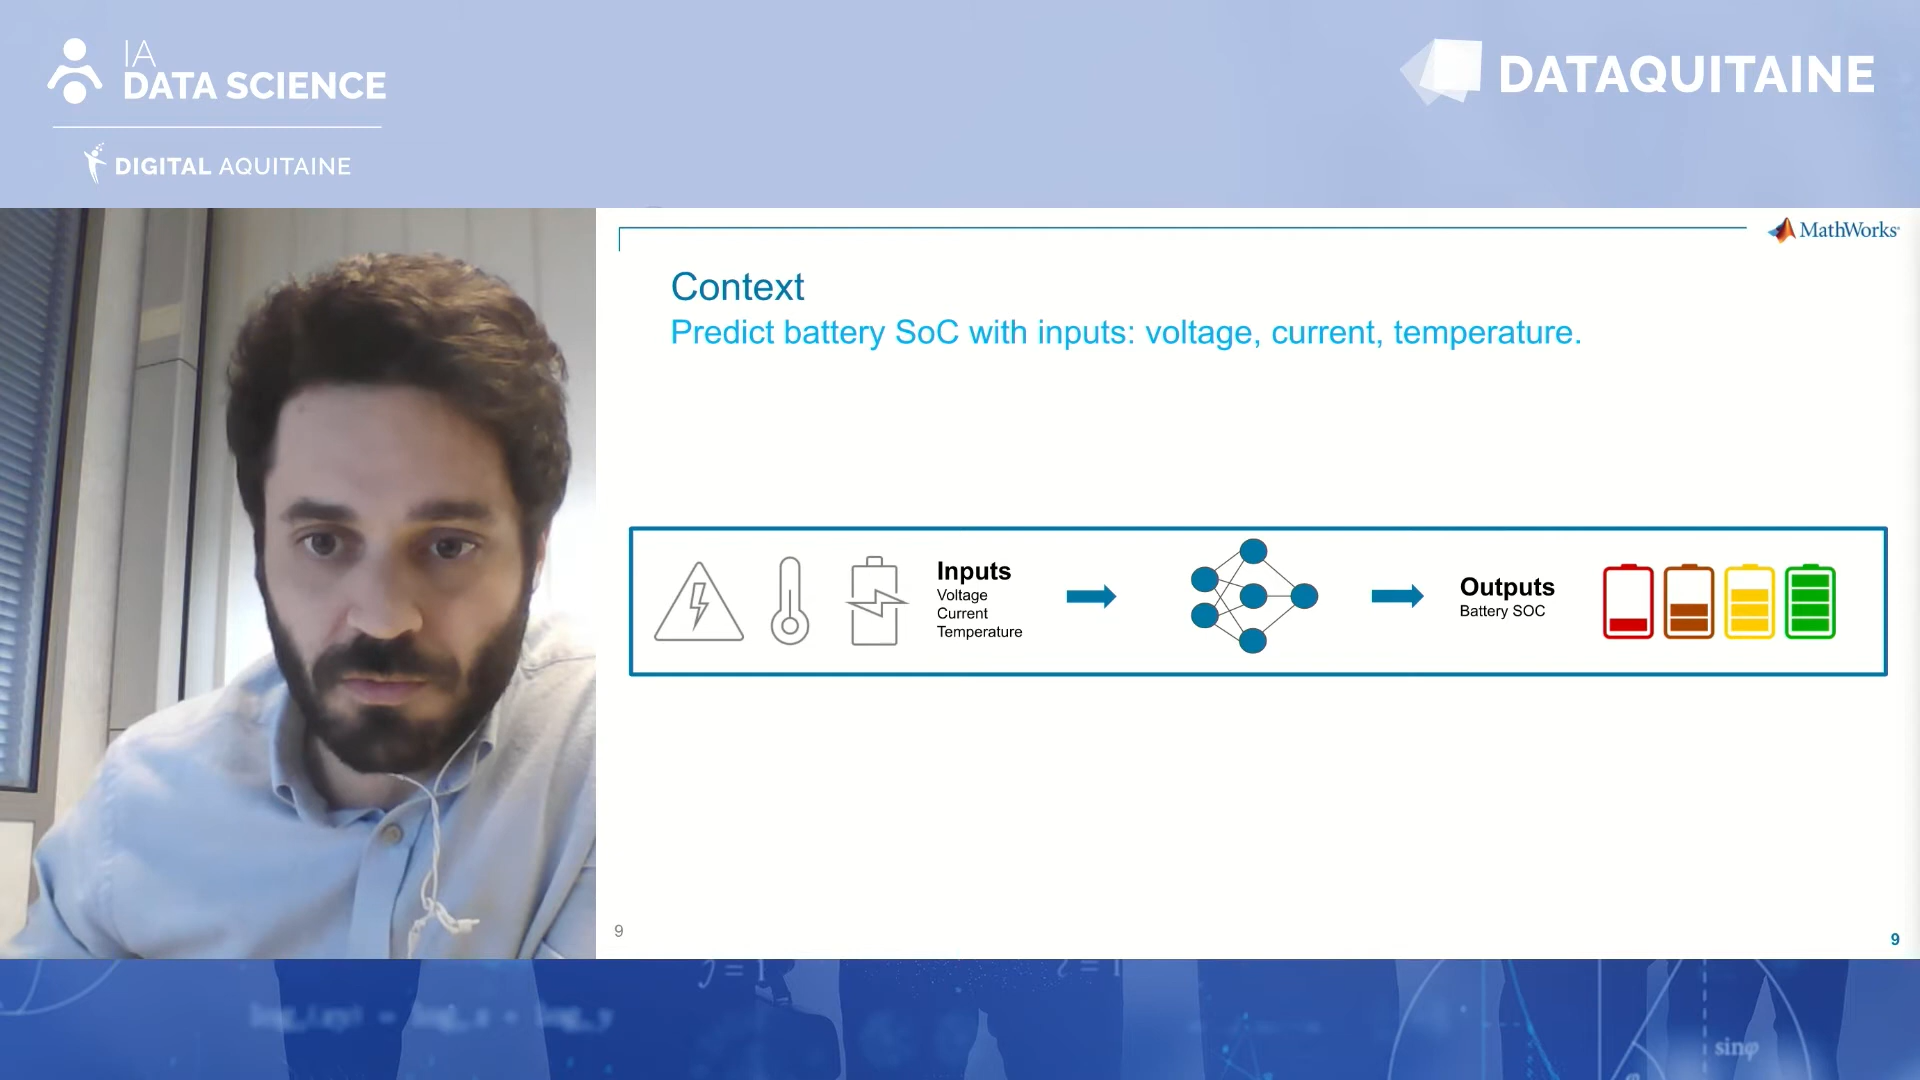 IA
DATA SCIENCE
DIGITAL AQUITAINE
DATAQUITAINE
MathWorks
Context
Predict battery SoC with inputs: voltage, current, temperature.
Inputs
Voltage
Current
Temperature
Outputs
Battery SOC
9
9
sinφ